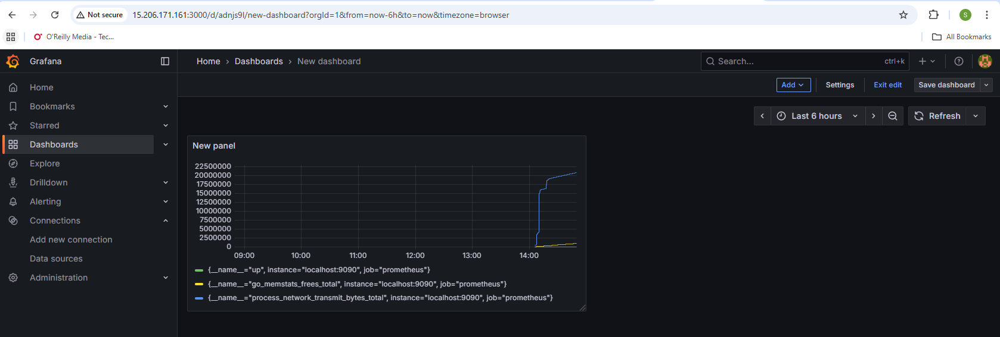 Not secure 15.206.171.161:3000/d/adnjs9l/new-dashboard?orgId=1&from=now-6h&to=now&timezone=browser
S
O'Reilly Media - Tec...
All Bookmarks
Grafana
Home › Dashboards › New dashboard
Search... ctrl+k
Home
Bookmarks
Starred
Dashboards
Explore
Drilldown
Alerting
Connections
Add new connection
Data sources
Administration
Add Settings Exit edit Save dashboard
Last 6 hours Refresh
New panel
22500000
20000000
17500000
15000000
12500000
10000000
7500000
5000000
2500000
0
09:00 10:00 11:00 12:00 13:00 14:00
{__name__="up", instance="localhost:9090", job="prometheus"}
{__name__="go_memstats_frees_total", instance="localhost:9090", job="prometheus"}
{__name__="process_network_transmit_bytes_total", instance="localhost:9090", job="prometheus"}